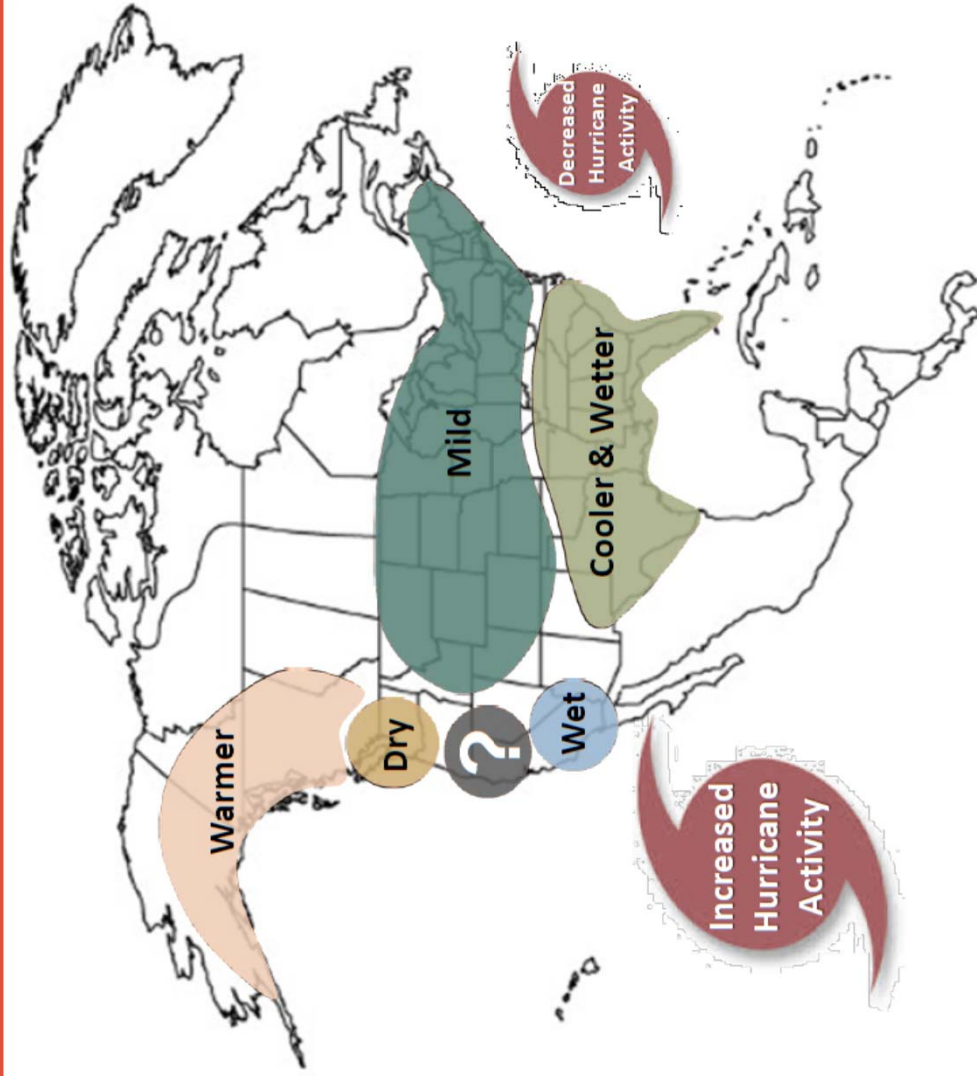 Warmer
Dry
?
Wet
Mild
Cooler & Wetter
Increased
Hurricane
Activity
Decreased
Hurricane
Activity